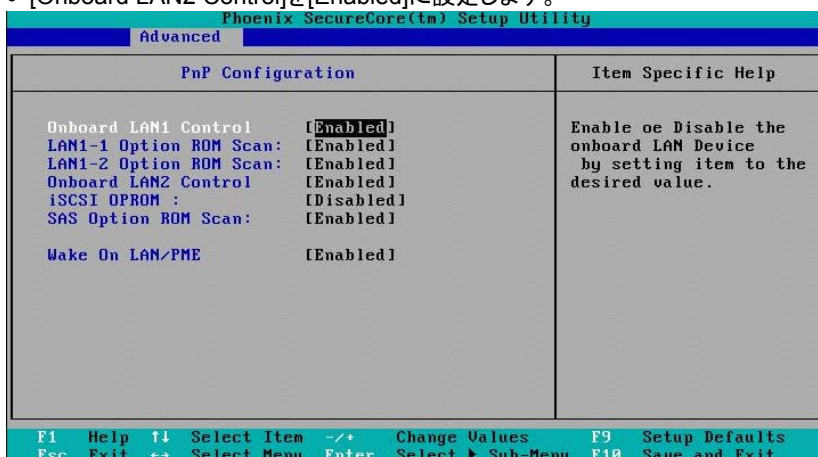 • [Onboard LAN2 Control]を[Enabled]に設定します。
Phoenix SecureCore(tm) Setup Utility
Advanced
PnP Configuration
Item Specific Help
Onboard LAN1 Control [Enabled]
LAN1-1 Option ROM Scan: [Enabled]
LAN1-2 Option ROM Scan: [Enabled]
Onboard LAN2 Control [Enabled]
iSCSI OPROM : [Disabled]
SAS Option ROM Scan: [Enabled]
Wake On LAN/PME [Enabled]
Enable oe Disable the
onboard LAN Device
by setting item to the
desired value.
F1 Help ↑↓ Select Item -/+ Change Values F9 Setup Defaults
Esc Exit ↔ Select Menu Enter Select ▶ Sub-Menu F10 Save and Exit